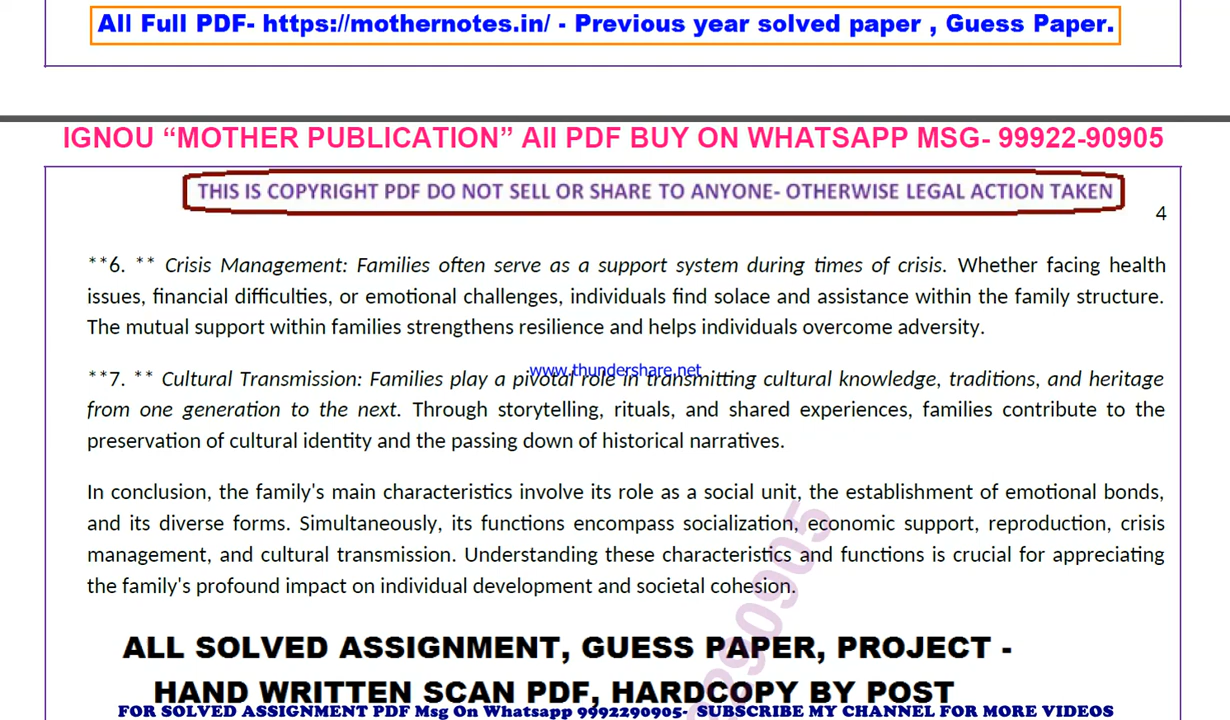 All Full PDF- https://mothernotes.in/ - Previous year solved paper , Guess Paper.
IGNOU “MOTHER PUBLICATION” All PDF BUY ON WHATSAPP MSG- 99922-90905
THIS IS COPYRIGHT PDF DO NOT SELL OR SHARE TO ANYONE- OTHERWISE LEGAL ACTION TAKEN
4
**6. ** Crisis Management: Families often serve as a support system during times of crisis. Whether facing health
issues, financial difficulties, or emotional challenges, individuals find solace and assistance within the family structure.
The mutual support within families strengthens resilience and helps individuals overcome adversity.
www.thundershare.net
**7. ** Cultural Transmission: Families play a pivotal role in transmitting cultural knowledge, traditions, and heritage
from one generation to the next. Through storytelling, rituals, and shared experiences, families contribute to the
preservation of cultural identity and the passing down of historical narratives.
In conclusion, the family's main characteristics involve its role as a social unit, the establishment of emotional bonds,
and its diverse forms. Simultaneously, its functions encompass socialization, economic support, reproduction, crisis
management, and cultural transmission. Understanding these characteristics and functions is crucial for appreciating
the family's profound impact on individual development and societal cohesion.
ALL SOLVED ASSIGNMENT, GUESS PAPER, PROJECT -
HAND WRITTEN SCAN PDF, HARDCOPY BY POST
FOR SOLVED ASSIGNMENT PDF Msg On Whatsapp 9992290905- SUBSCRIBE MY CHANNEL FOR MORE VIDEOS